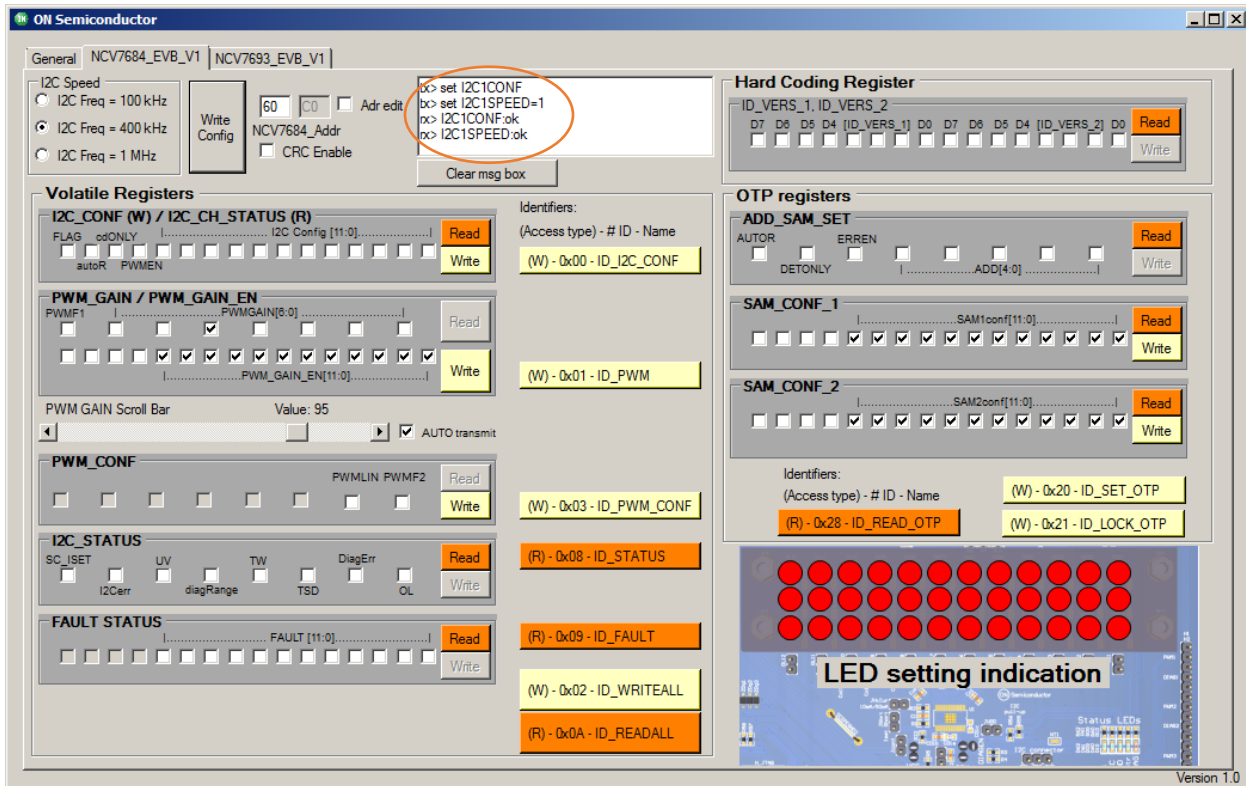 ON Semiconductor
General NCV7684_EVB_V1 NCV7693_EVB_V1
I2C Speed
I2C Freq = 100 kHz
I2C Freq = 400 kHz
I2C Freq = 1 MHz
Write
Config
60 C0 Adr edit
NCV7684_Addr
CRC Enable
tx> set I2C1CONF
tx> set I2C1SPEED=1
rx> I2C1CONF:ok
rx> I2C1SPEED:ok
Clear msg box
Hard Coding Register
ID_VERS_1, ID_VERS_2
D7 D6 D5 D4 [ID_VERS_1] D0 D7 D6 D5 D4 [ID_VERS_2] D0
Read
Write
Volatile Registers
I2C_CONF (W) / I2C_CH_STATUS (R)
FLAG cdONLY |....................... I2C Config [11:0].....................|
autoR PWMEN
Read
Write
PWM_GAIN / PWM_GAIN_EN
PWMF1 |.......................PWMGAIN[6:0] .......................|
Read
|.................PWM_GAIN_EN[11:0].................|
Write
PWM GAIN Scroll Bar Value: 95
AUTO transmit
PWM_CONF
PWMLIN PWMF2
Read
Write
I2C_STATUS
SC_ISET UV TW DiagErr
I2Cerr diagRange TSD OL
Read
Write
FAULT STATUS
|....................... FAULT [11:0].......................|
Read
Write
Identifiers:
(Access type) - # ID - Name
(W) - 0x00 - ID_I2C_CONF
(W) - 0x01 - ID_PWM
(W) - 0x03 - ID_PWM_CONF
(R) - 0x08 - ID_STATUS
(R) - 0x09 - ID_FAULT
(W) - 0x02 - ID_WRITEALL
(R) - 0x0A - ID_READALL
OTP registers
ADD_SAM_SET
AUTOR ERREN
DETONLY | .................ADD[4:0] .................|
Read
Write
SAM_CONF_1
|.......................SAM1conf[11:0]...................|
Read
Write
SAM_CONF_2
|.......................SAM2conf[11:0]...................|
Read
Write
Identifiers:
(Access type) - # ID - Name
(R) - 0x28 - ID_READ_OTP
(W) - 0x20 - ID_SET_OTP
(W) - 0x21 - ID_LOCK_OTP
LED setting indication
ON Semiconductor
Status LEDs
I2C connector
Version 1.0